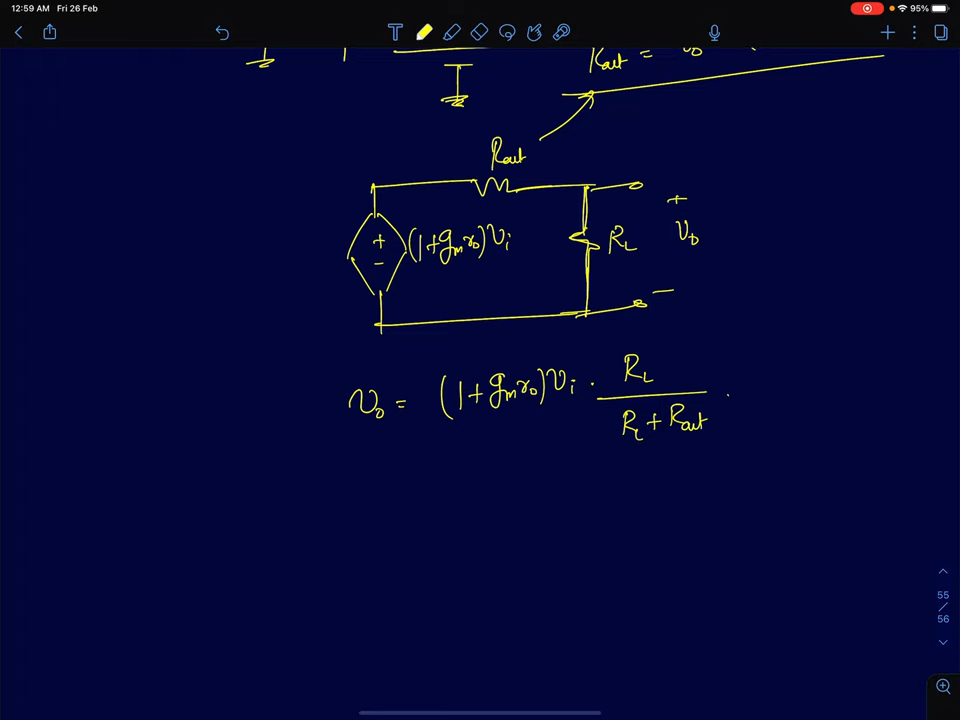 12:59 AM Fri 26 Feb
95%
T
Rout =
Rout
+
-
(1+gmro)vi
RL
+
vo
-
vo = (1+gmro)vi . RL / RL + Rout
55
/
56